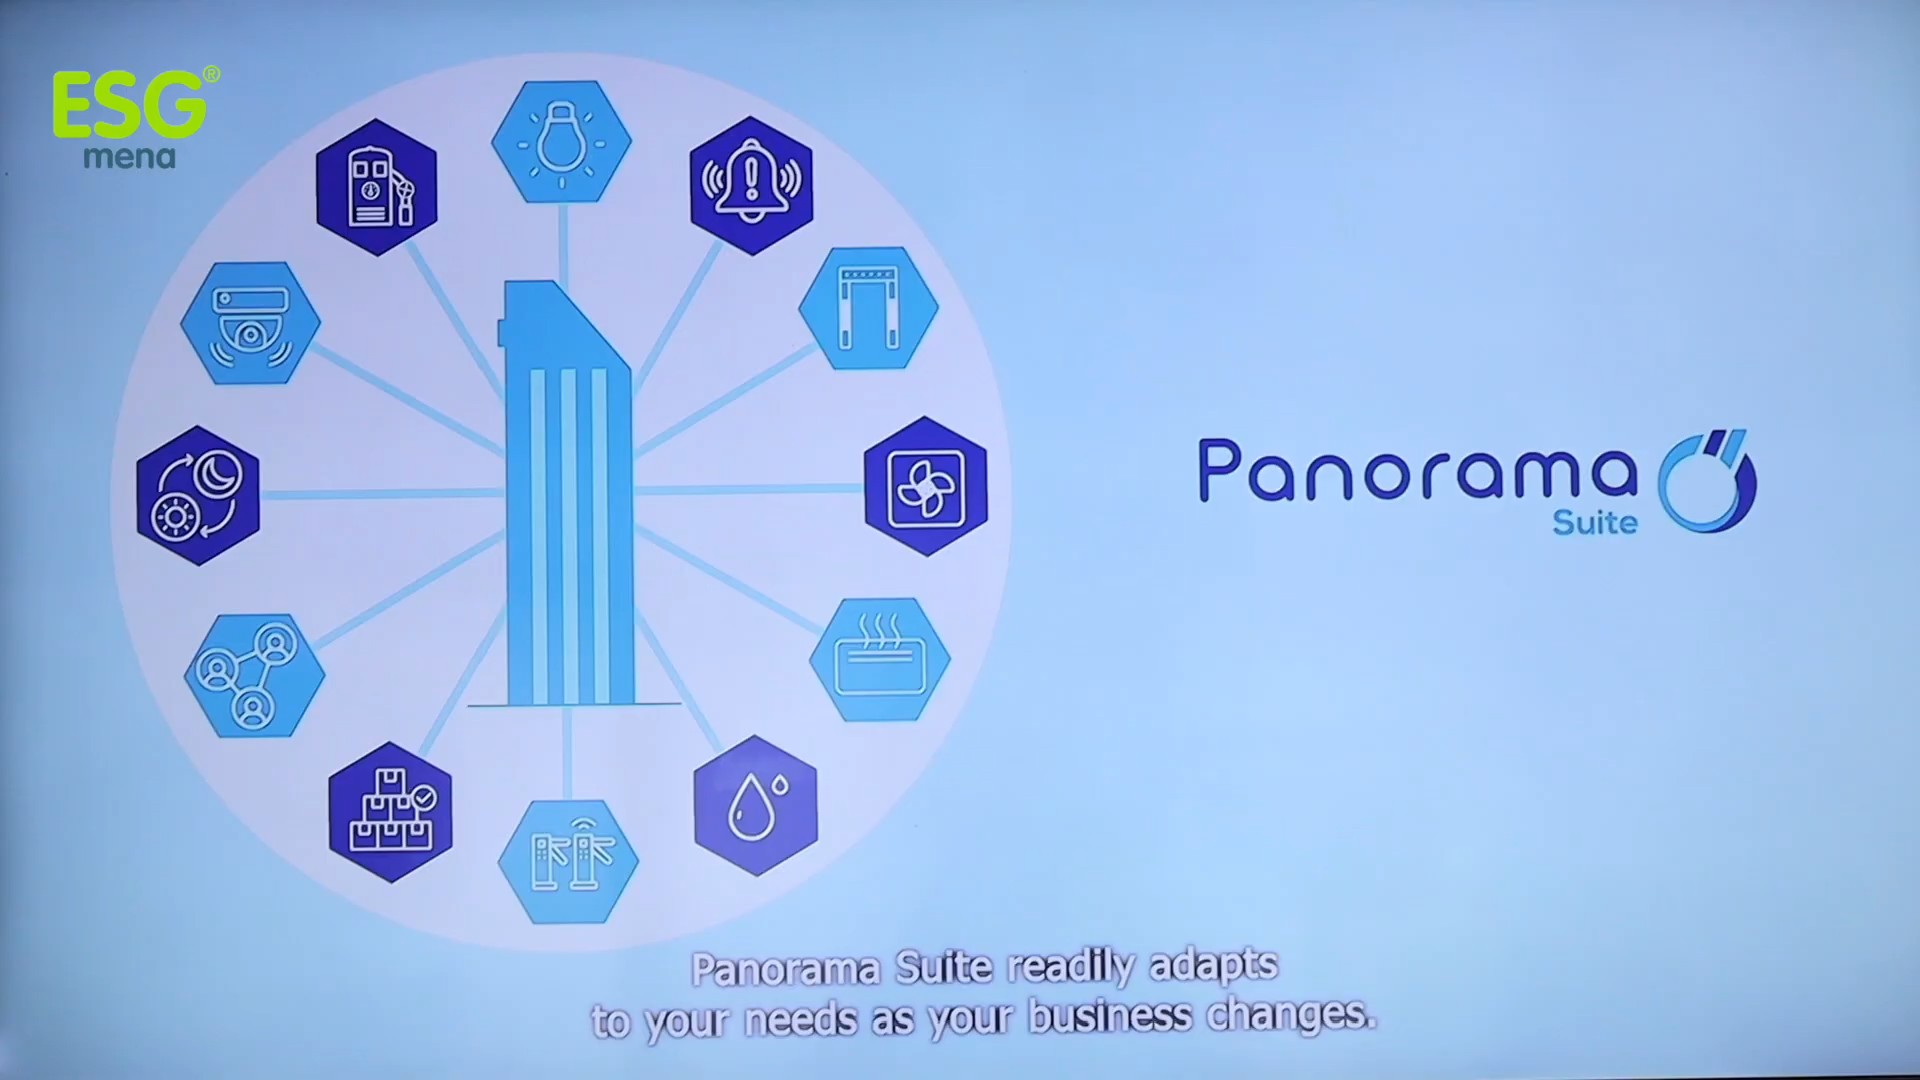 ESG®
mena
Panorama
Suite
Panorama Suite readily adapts
to your needs as your business changes.